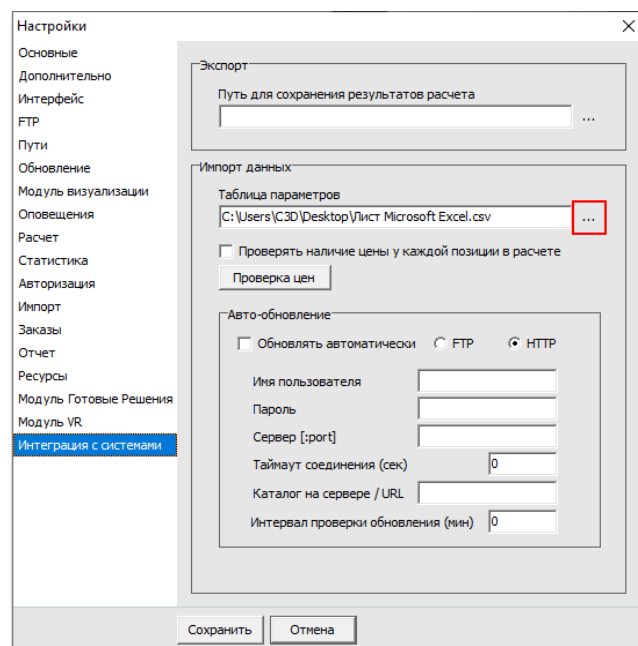 Настройки
Основные
Дополнительно
Интерфейс
FTP
Пути
Обновление
Модуль визуализации
Оповещения
Расчет
Статистика
Авторизация
Импорт
Заказы
Отчет
Ресурсы
Модуль Готовые Решения
Модуль VR
Интеграция с системами
Экспорт
Путь для сохранения результатов расчета
...
Импорт данных
Таблица параметров
C:\Users\C3D\Desktop\Лист Microsoft Excel.csv ...
Проверять наличие цены у каждой позиции в расчете
Проверка цен
Авто-обновление
Обновлять автоматически FTP HTTP
Имя пользователя
Пароль
Сервер [:port]
Таймаут соединения (сек) 0
Каталог на сервере / URL
Интервал проверки обновления (мин) 0
Сохранить Отмена